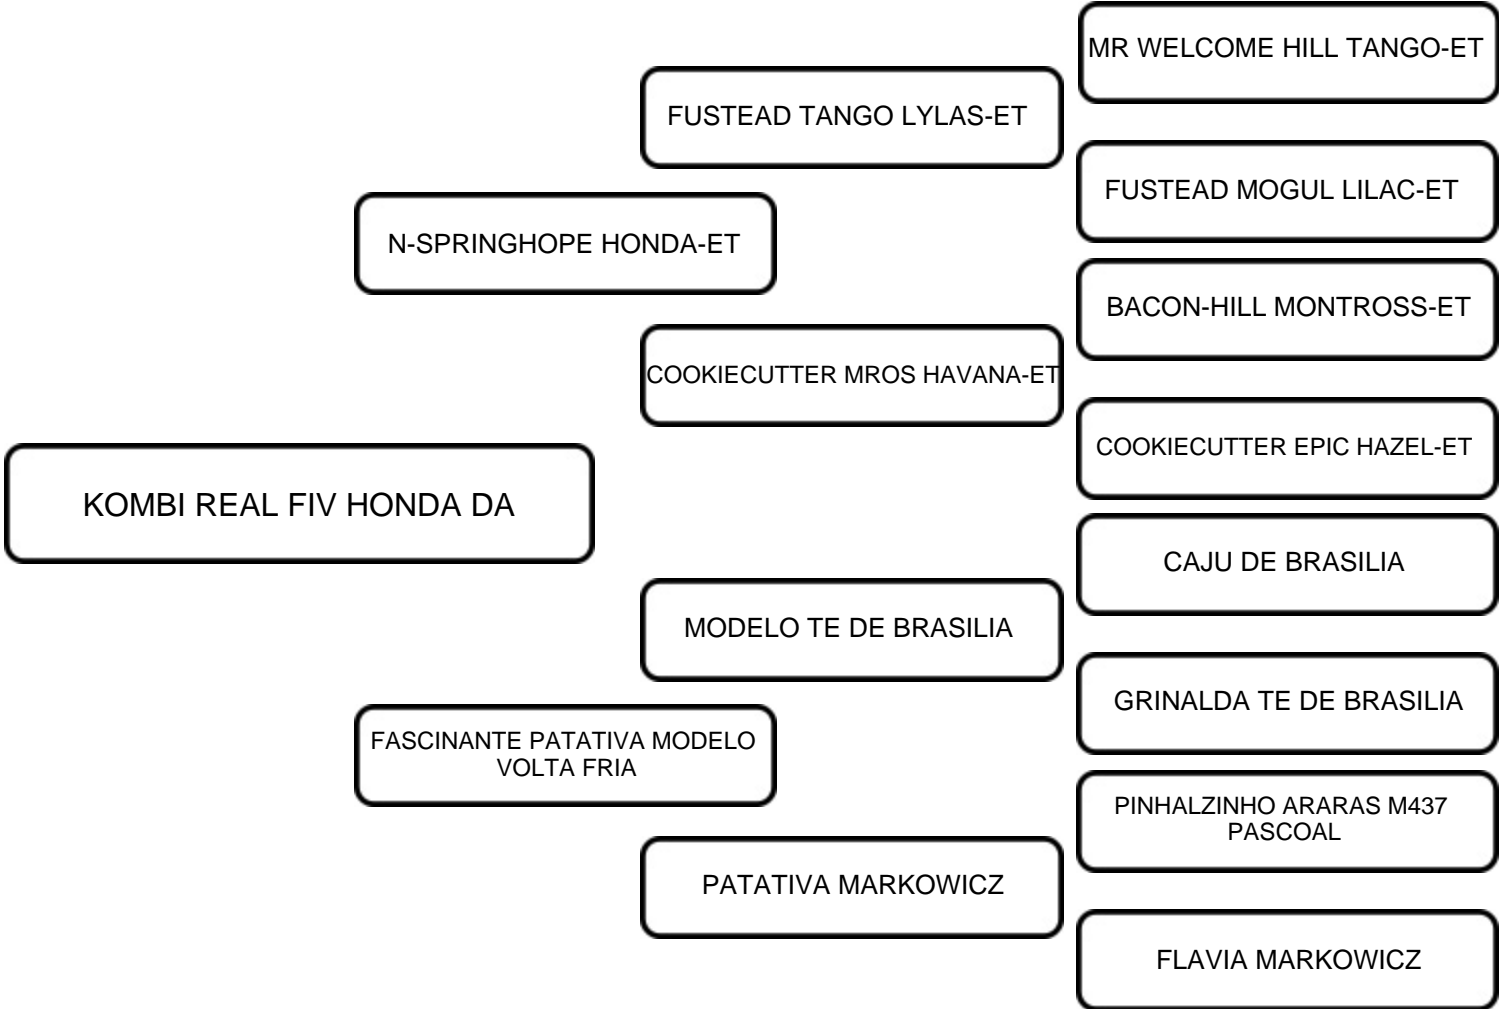 MR WELCOME HILL TANGO-ET
FUSTEAD TANGO LYLAS-ET
FUSTEAD MOGUL LILAC-ET
N-SPRINGHOPE HONDA-ET
BACON-HILL MONTROSS-ET
COOKIECUTTER MROS HAVANA-ET
COOKIECUTTER EPIC HAZEL-ET
KOMBI REAL FIV HONDA DA
CAJU DE BRASILIA
MODELO TE DE BRASILIA
GRINALDA TE DE BRASILIA
FASCINANTE PATATIVA MODELO
VOLTA FRIA
PINHALZINHO ARARAS M437
PASCOAL
PATATIVA MARKOWICZ
FLAVIA MARKOWICZ